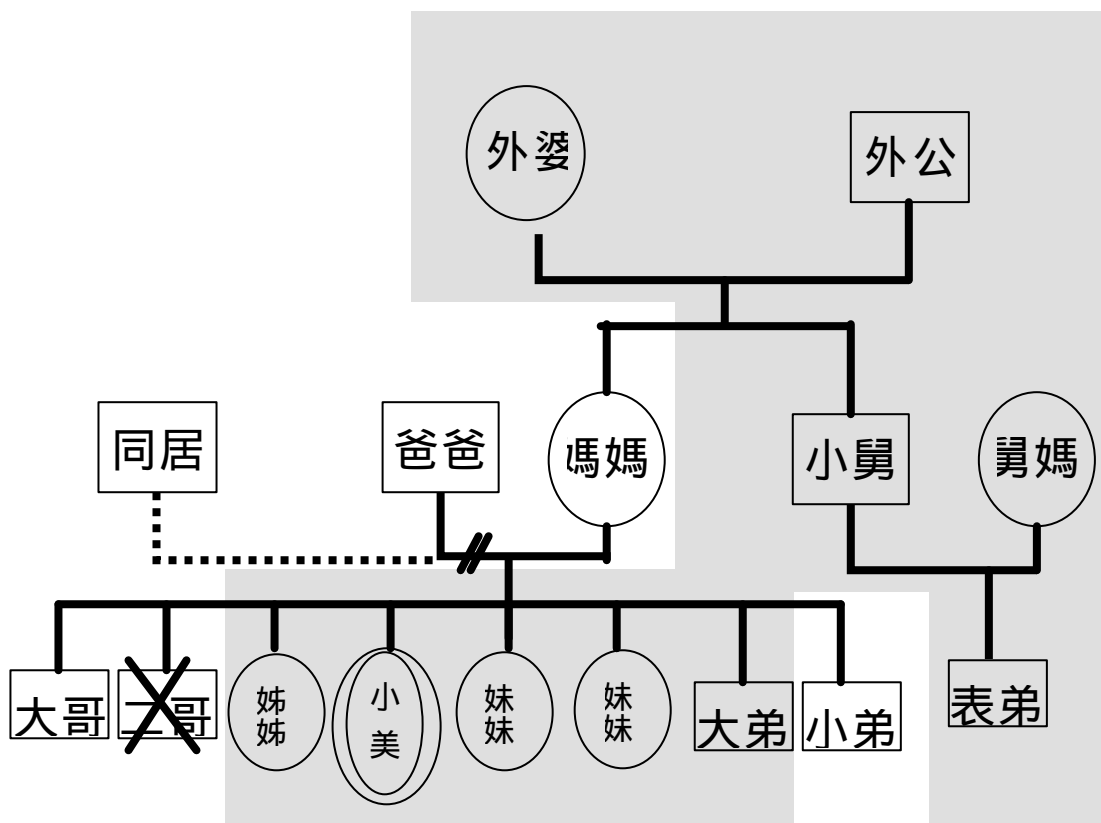 外婆
外公
同居
爸爸
媽媽
小舅
舅媽
大哥
二哥
姊姊
小美
妹妹
妹妹
大弟
小弟
表弟